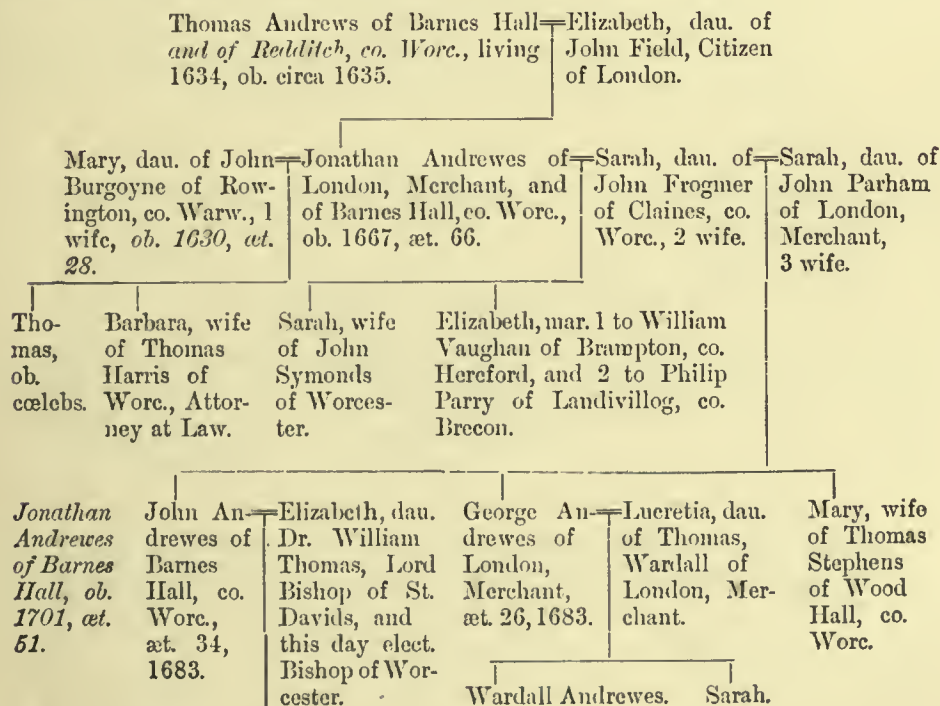 Thomas Andrews of Barnes Hall
and of Redditch, co. Worc., living
1634, ob. circa 1635.
Elizabeth, dau. of
John Field, Citizen
of London.
Mary, dau. of John
Burgoyne of Row-
ington, co. Warw., 1
wife, ob. 1630, æt.
28.
Jonathan Andrewes of
London, Merchant, and
of Barnes Hall, co. Worc.,
ob. 1667, æt. 66.
Sarah, dau. of
John Frogmer
of Claines, co.
Worc., 2 wife.
Sarah, dau. of
John Parham
of London,
Merchant,
3 wife.
Tho-
mas,
ob.
cœlebs.
Barbara, wife
of Thomas
Harris of
Worc., Attor-
ney at Law.
Sarah, wife
of John
Symonds
of Worces-
ter.
Elizabeth, mar. 1 to William
Vaughan of Brampton, co.
Hereford, and 2 to Philip
Parry of Landivillog, co.
Brecon.
Jonathan
Andrewes
of Barnes
Hall, ob.
1701, æt.
51.
John An-
drewes of
Barnes
Hall, co.
Worc.,
æt. 34,
1683.
Elizabeth, dau.
Dr. William
Thomas, Lord
Bishop of St.
Davids, and
this day elect.
Bishop of Wor-
cester.
George An-
drewes of
London,
Merchant,
æt. 26, 1683.
Lucretia, dau.
of Thomas,
Wardall of
London, Mer-
chant.
Mary, wife
of Thomas
Stephens
of Wood
Hall, co.
Worc.
Wardall Andrewes.
Sarah.